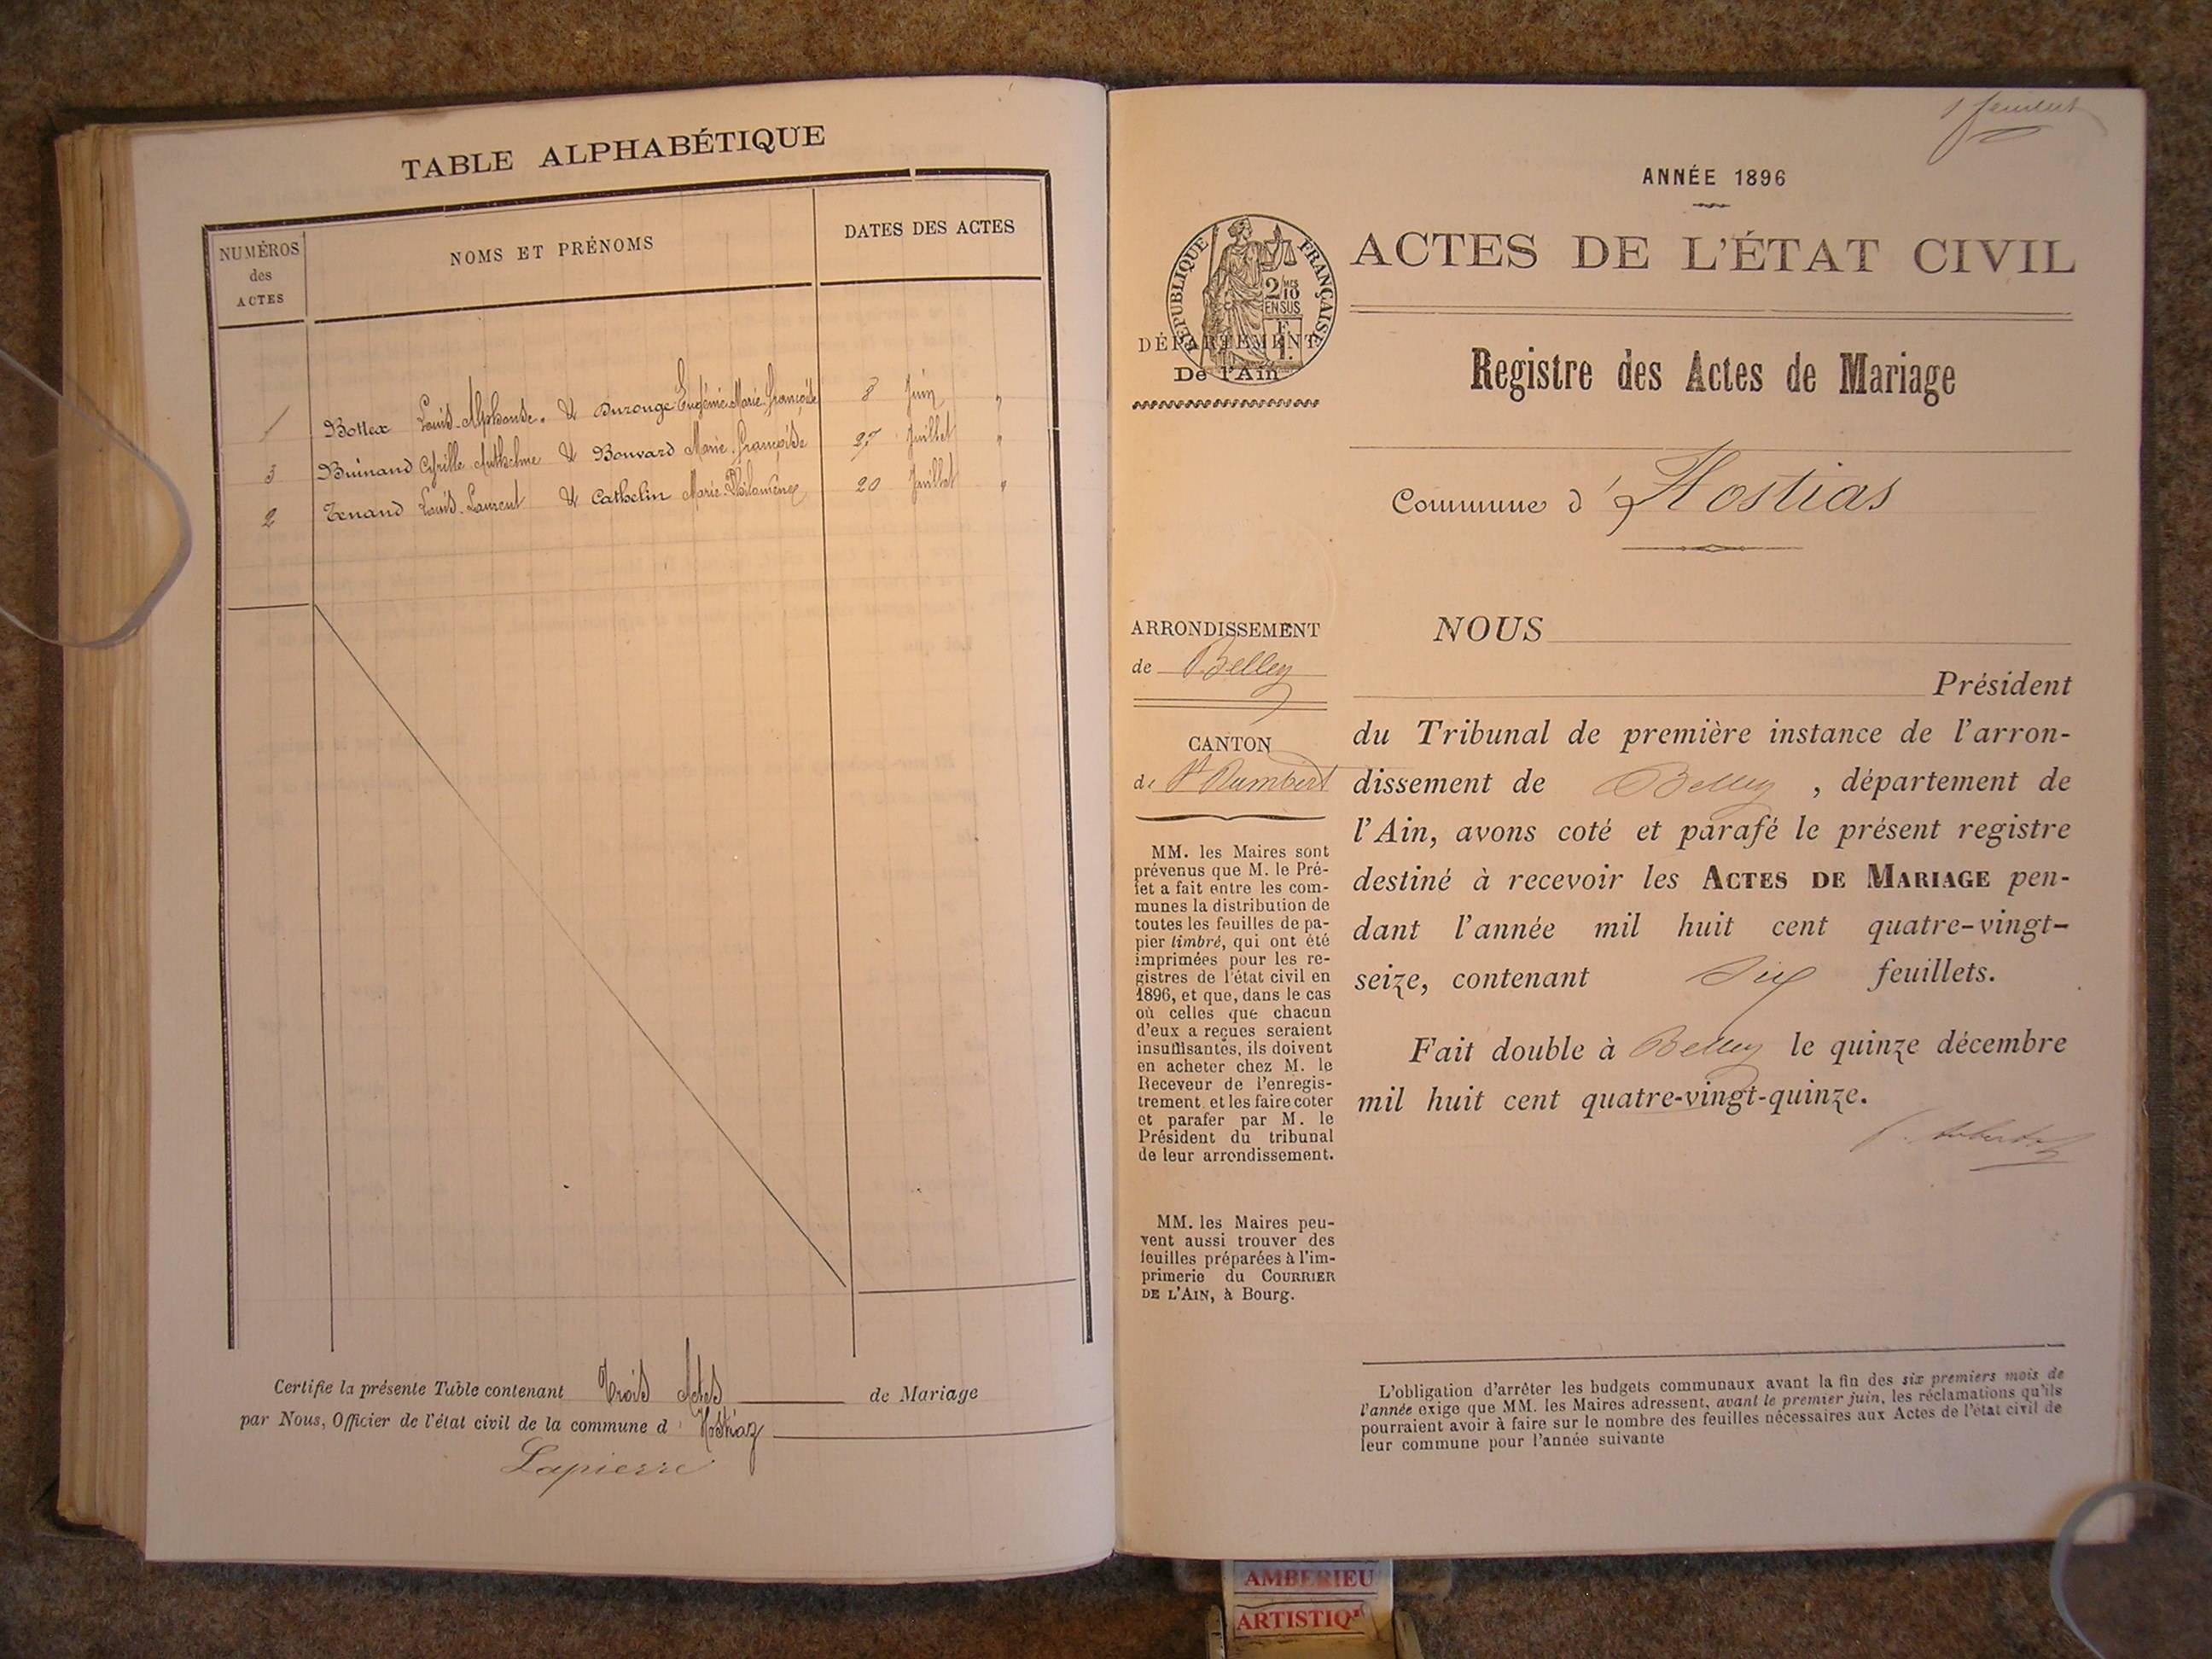 TABLE ALPHABÉTIQUE
NUMÉROS
des
ACTES
NOMS ET PRÉNOMS
DATES DES ACTES
1 Bottex Louis-Alphonse. & Durouge Eugénie-Marie-Françoise 8 Juin "
3 Buinand Cyrille Anthelme & Bouvard Marie-Françoise 27 Juillet "
2 Tenand Louis-Laurent & Cathelin Marie-Philomène 20 Juillet "
Certifie la présente Table contenant trois Actes de Mariage
par Nous, Officier de l'état civil de la commune d'Hostiaz
Lapierre
1 feuillet
ANNÉE 1896
ACTES DE L'ÉTAT CIVIL
RÉPUBLIQUE FRANÇAISE
2 MES 10
EN SUS
DÉPARTEMENT
De l'Ain
Registre des Actes de Mariage
Commune d'Hostias
ARRONDISSEMENT
de Belley
CANTON
de St Rambert
MM. les Maires sont
prévenus que M. le Pré-
fet a fait entre les com-
munes la distribution de
toutes les feuilles de pa-
pier timbré, qui ont été
imprimées pour les re-
gistres de l'état civil en
1896, et que, dans le cas
où celles que chacun
d'eux a reçues seraient
insuffisantes, ils doivent
en acheter chez M. le
Receveur de l'enregis-
trement et les faire coter
et parafer par M. le
Président du tribunal
de leur arrondissement.
MM. les Maires peu-
vent aussi trouver des
feuilles préparées à l'im-
primerie du COURRIER
DE L'AIN, à Bourg.
NOUS
Président
du Tribunal de première instance de l'arron-
dissement de Belley, département de
l'Ain, avons coté et parafé le présent registre
destiné à recevoir les ACTES DE MARIAGE pen-
dant l'année mil huit cent quatre-vingt-
seize, contenant six feuillets.
Fait double à Belley le quinze décembre
mil huit cent quatre-vingt-quinze.
L'obligation d'arrêter les budgets communaux avant la fin des six premiers mois de
l'année exige que MM. les Maires adressent, avant le premier juin, les réclamations qu'ils
pourraient avoir à faire sur le nombre des feuilles nécessaires aux Actes de l'état civil de
leur commune pour l'année suivante
AMBERIEU
ARTISTIQ